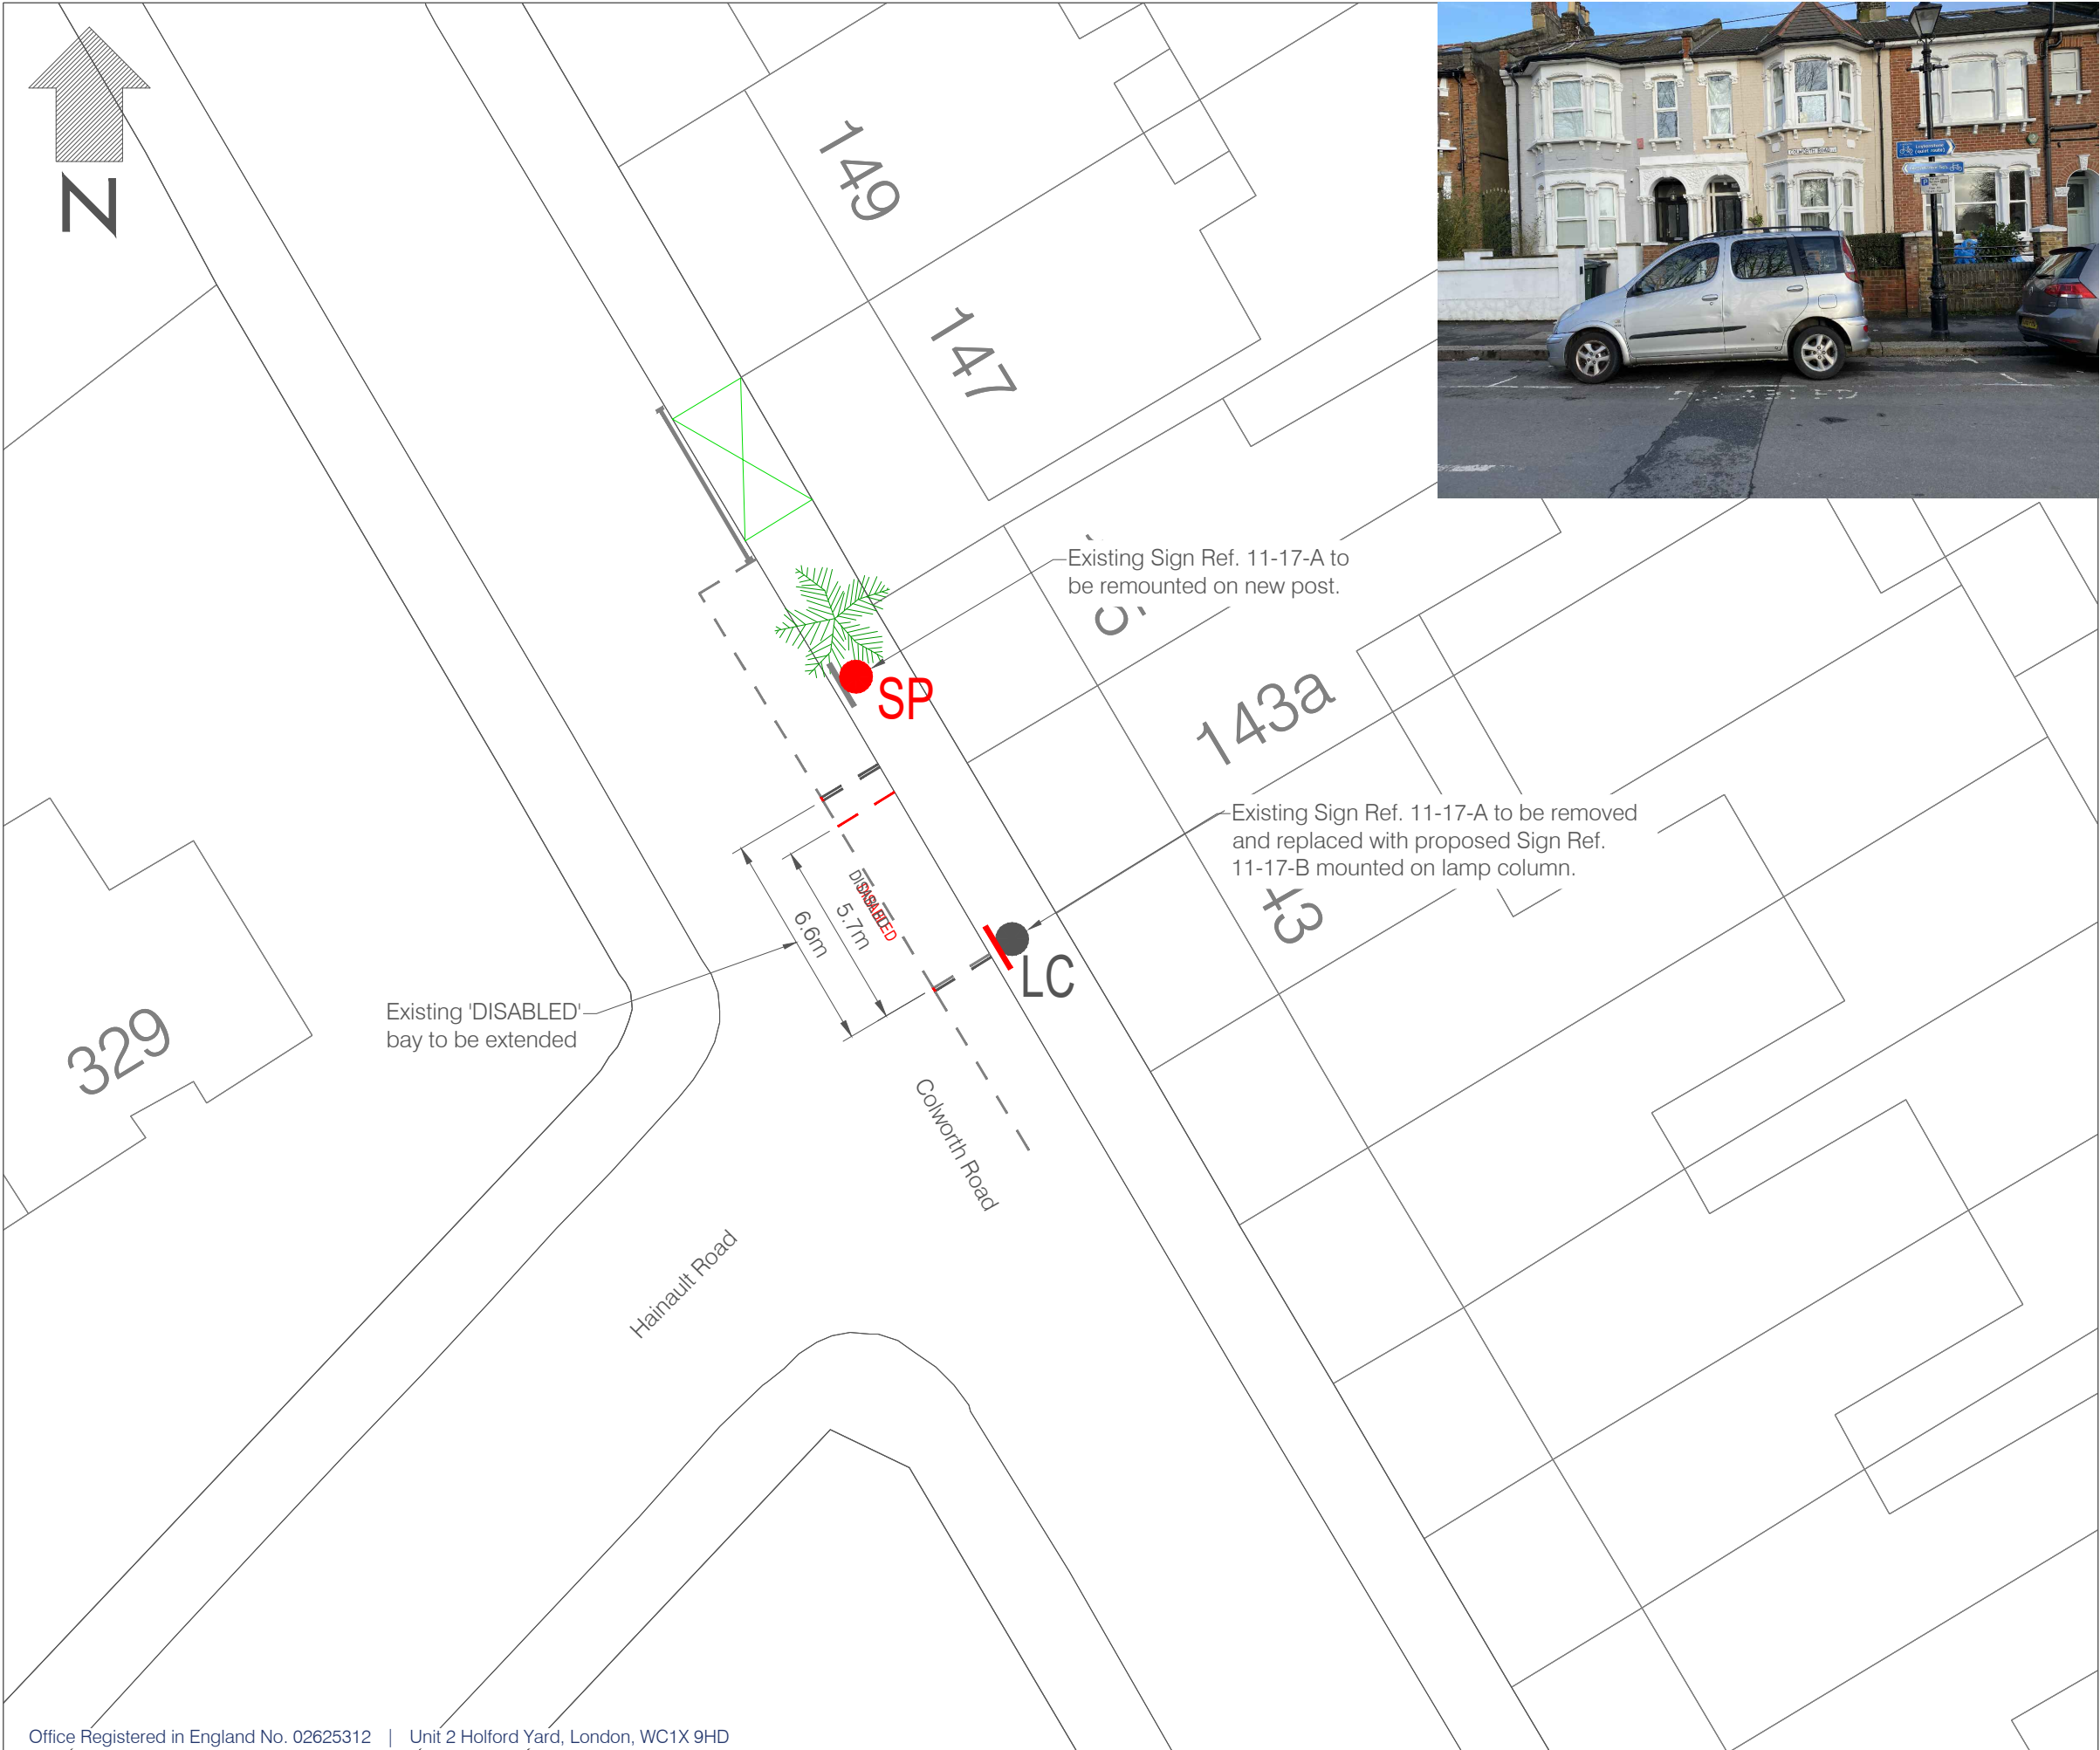 N
149
147
Existing Sign Ref. 11-17-A to
be remounted on new post.
SP
143a
Existing Sign Ref. 11-17-A to be removed
and replaced with proposed Sign Ref.
11-17-B mounted on lamp column.
DISABLED
DISABLED
5.7m
6.6m
LC
Existing 'DISABLED'
bay to be extended
329
Colworth Road
Hainault Road
Office Registered in England No. 02625312 | Unit 2 Holford Yard, London, WC1X 9HD